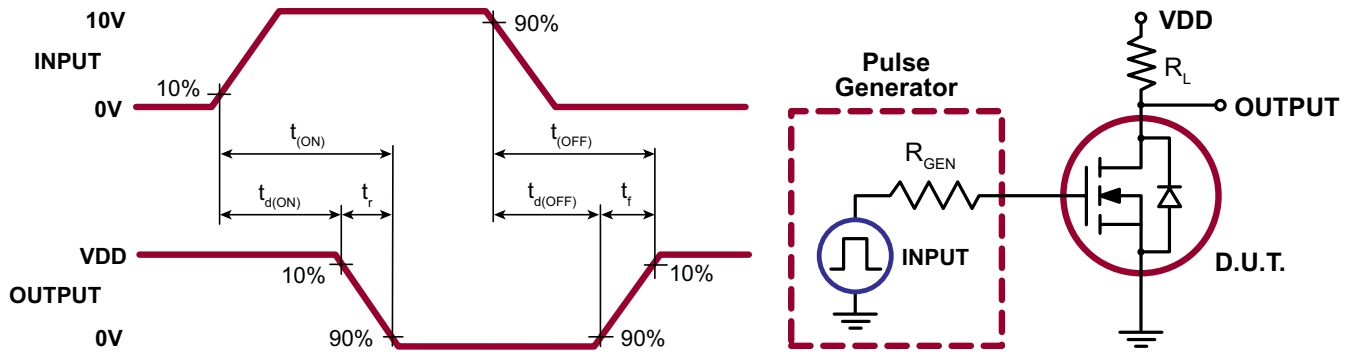 10V
INPUT
10%
0V
90%
t(ON)
t(OFF)
td(ON)
tr
td(OFF)
tf
VDD
OUTPUT
0V
10%
90%
10%
90%
Pulse
Generator
RGEN
INPUT
VDD
RL
OUTPUT
D.U.T.